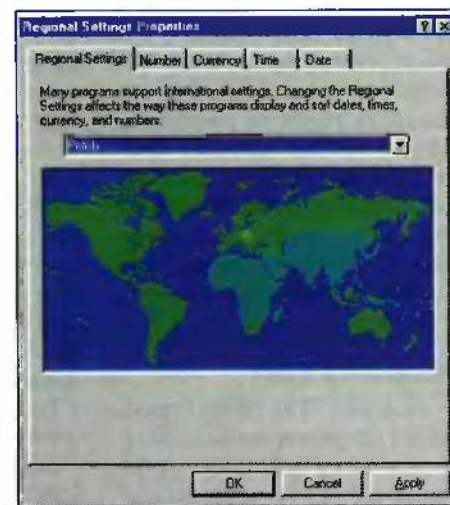 Regional Settings Properties
Regional Settings Number Currency Time Date
Many programs support international settings. Changing the Regional
Settings affects the way these programs display and sort dates, times,
currency, and numbers.
OK Cancel Apply